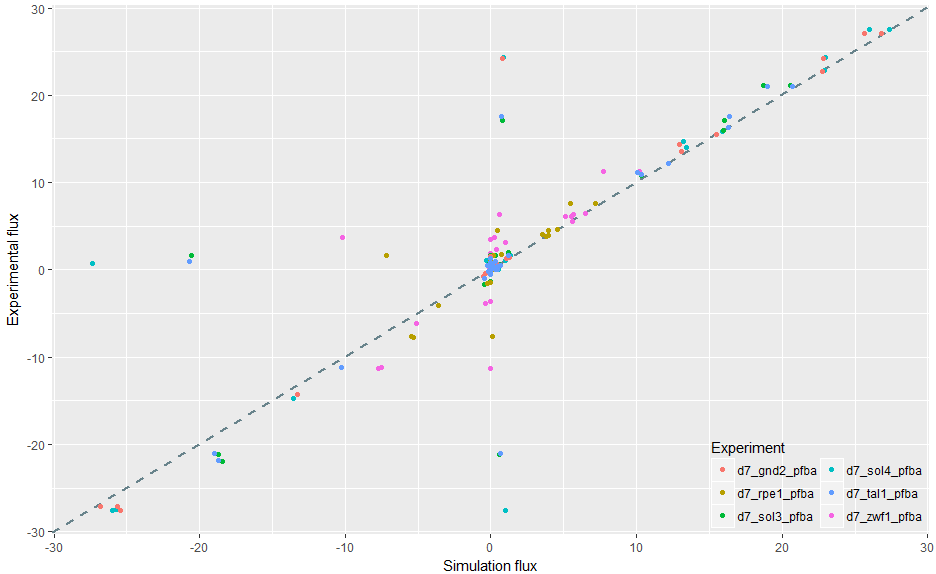 30
20
10
0
-10
-20
-30
-30 -20 -10 0 10 20 30
Experimental flux
Simulation flux
Experiment
d7_gnd2_pfba d7_sol4_pfba
d7_rpe1_pfba d7_tal1_pfba
d7_sol3_pfba d7_zwf1_pfba